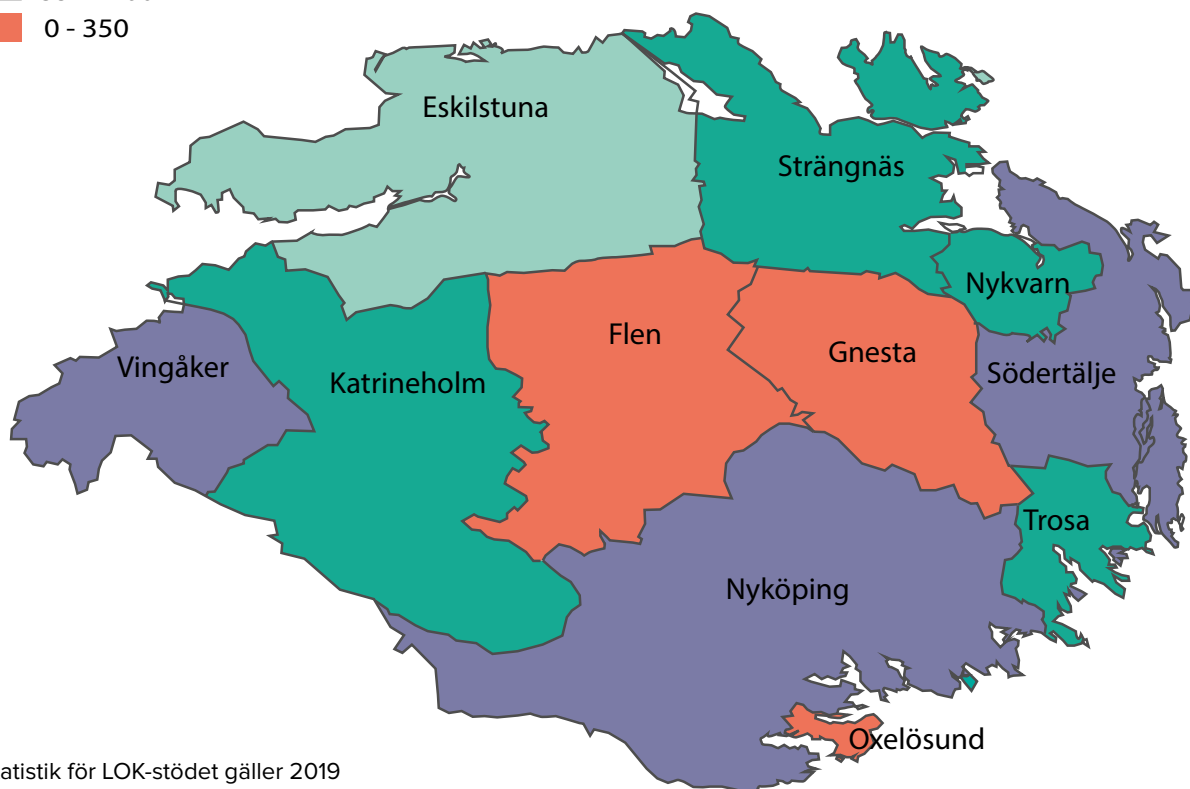 0 - 350
Eskilstuna
Strängnäs
Nykvarn
Flen
Gnesta
Vingåker
Katrineholm
Södertälje
Trosa
Nyköping
Oxelösund
atistik för LOK-stödet gäller 2019